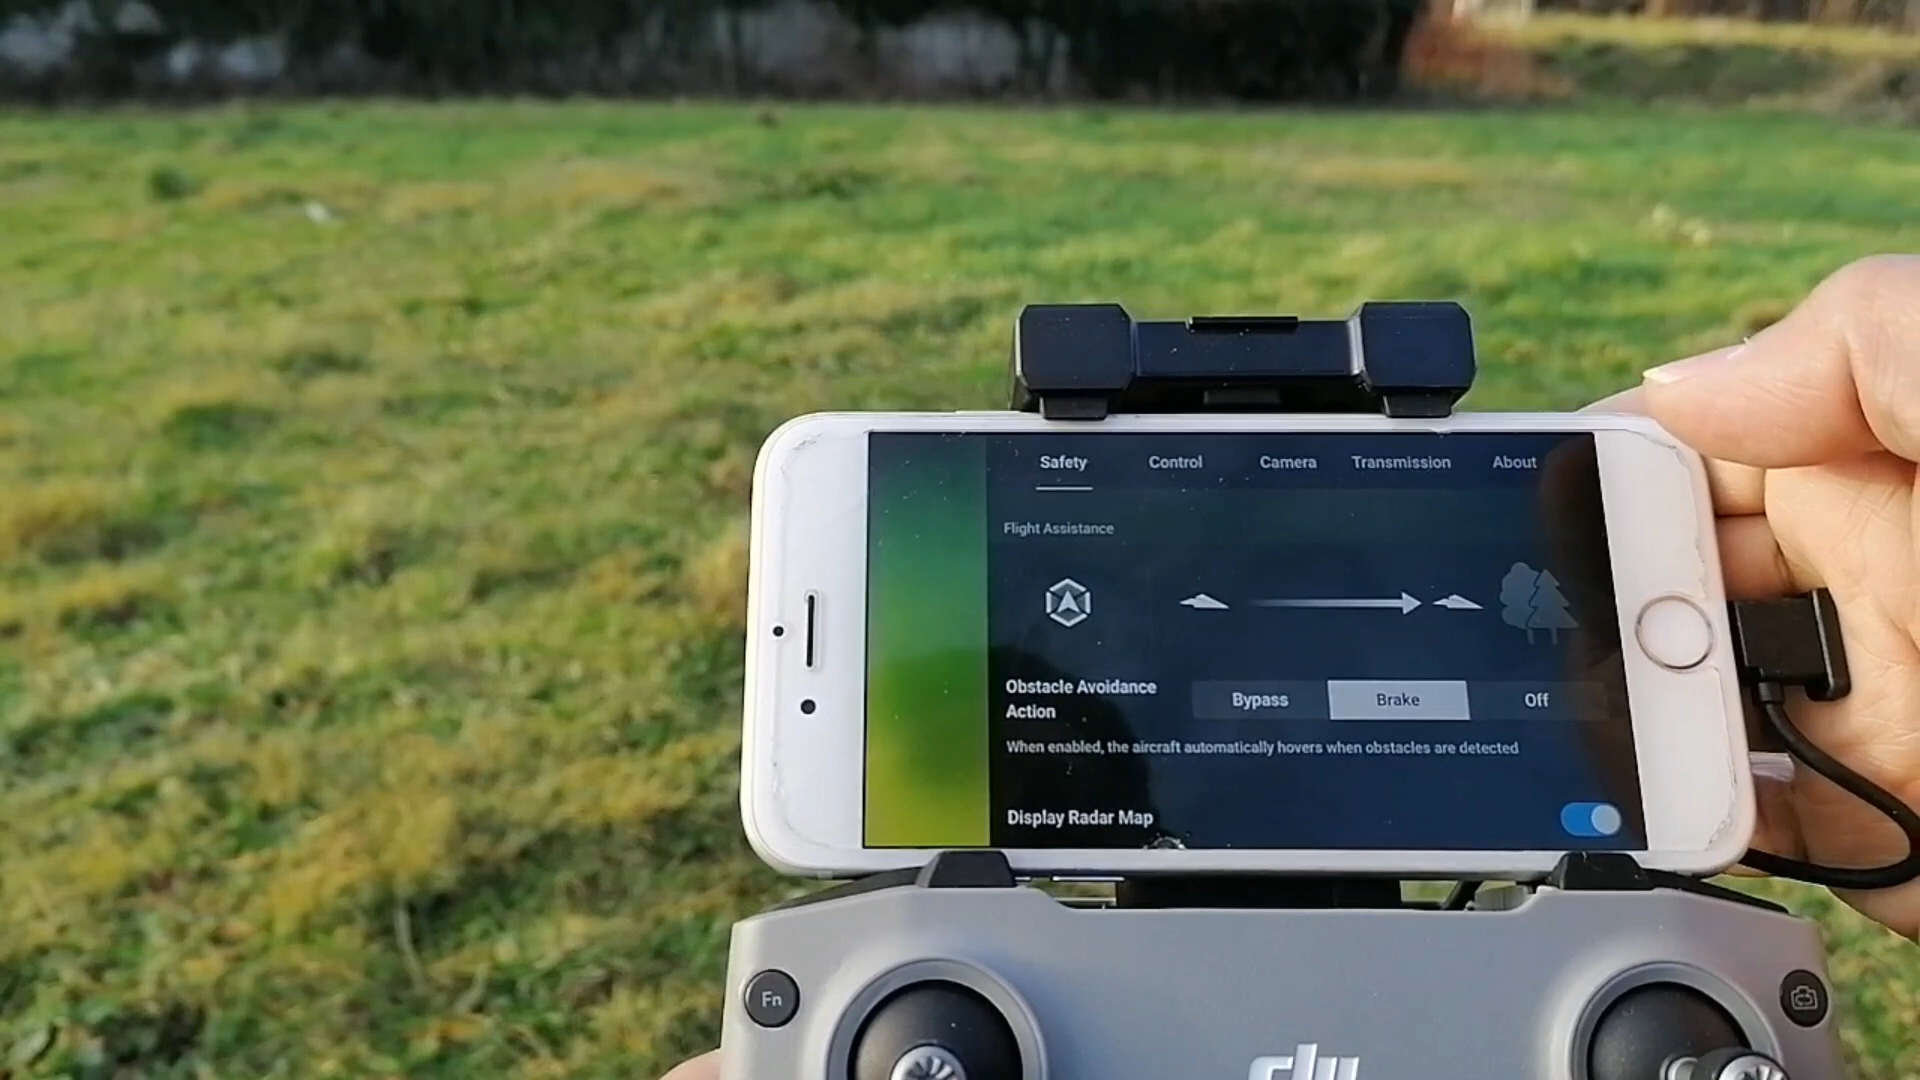 Safety Control Camera Transmission About
Flight Assistance
Obstacle Avoidance
Action
Bypass Brake Off
When enabled, the aircraft automatically hovers when obstacles are detected
Display Radar Map
Fn
dji